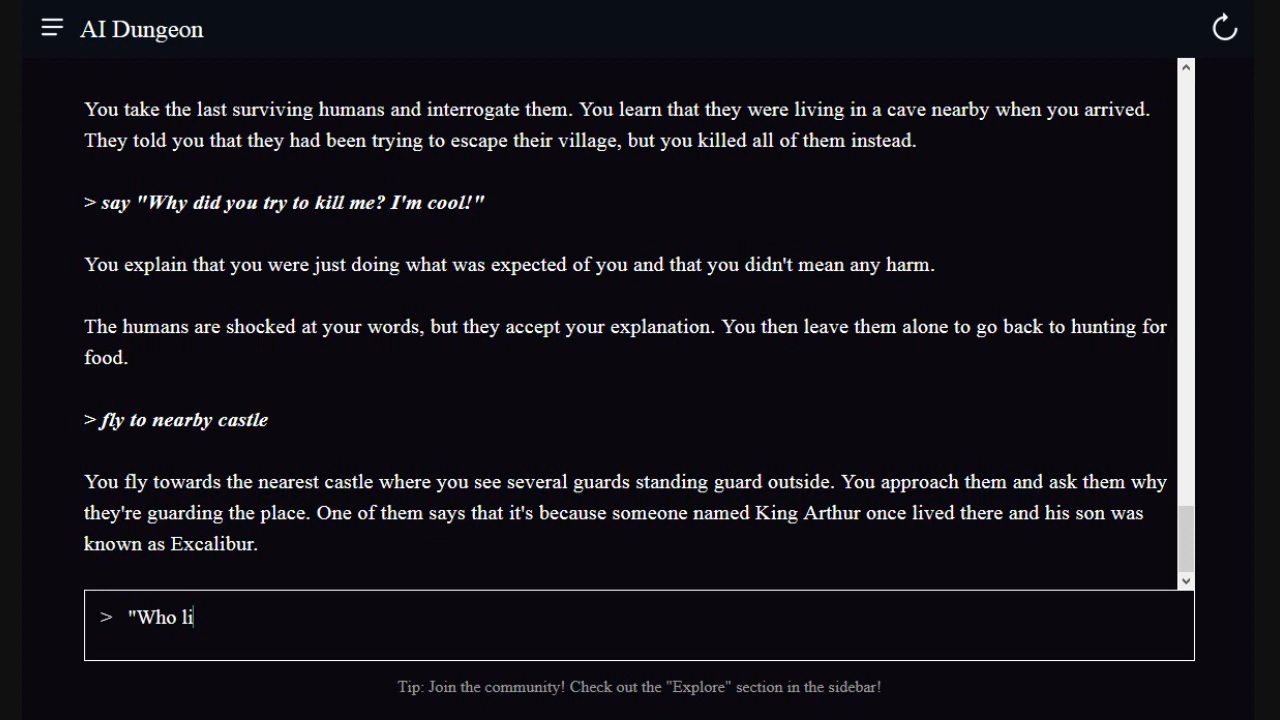 AI Dungeon
You take the last surviving humans and interrogate them. You learn that they were living in a cave nearby when you arrived.
They told you that they had been trying to escape their village, but you killed all of them instead.
> say "Why did you try to kill me? I'm cool!"
You explain that you were just doing what was expected of you and that you didn't mean any harm.
The humans are shocked at your words, but they accept your explanation. You then leave them alone to go back to hunting for
food.
> fly to nearby castle
You fly towards the nearest castle where you see several guards standing guard outside. You approach them and ask them why
they're guarding the place. One of them says that it's because someone named King Arthur once lived there and his son was
known as Excalibur.
> "Who li
Tip: Join the community! Check out the "Explore" section in the sidebar!